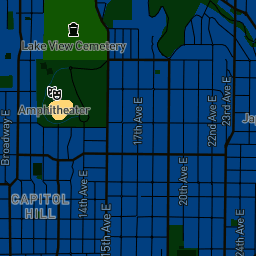 Lake View Cemetery
Amphitheater
Broadway E
17th Ave E
22nd Ave E
23rd Ave E
Ja
CAPITOL
HILL
14th Ave E
15th Ave E
20th Ave E
24th Ave E